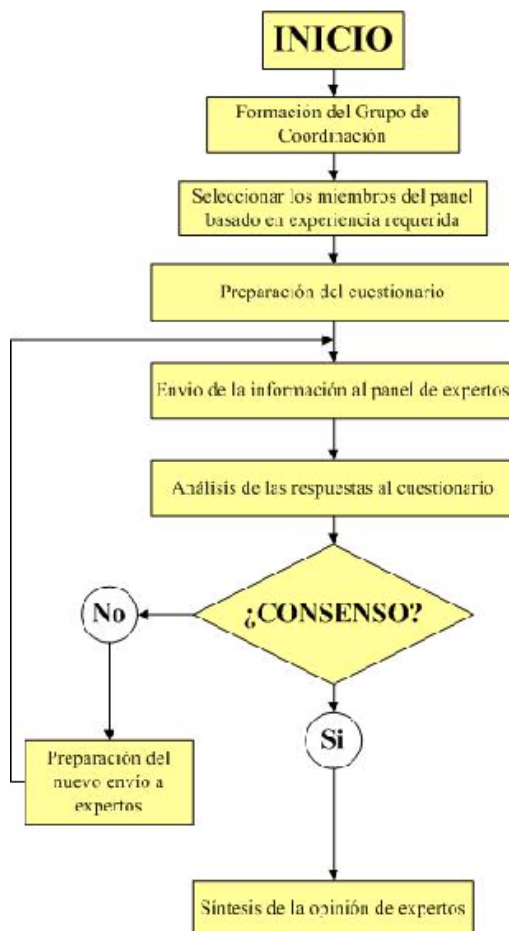 INICIO
Formación del Grupo de
Coordinación
Seleccionar los miembros del panel
basado en experiencia requerida
Preparación del cuestionario
Envio de la información al panel de expertos
Análisis de las respuestas al cuestionario
¿CONSENSO?
No
Si
Preparación del
nuevo envío a
expertos
Síntesis de la opinión de expertos